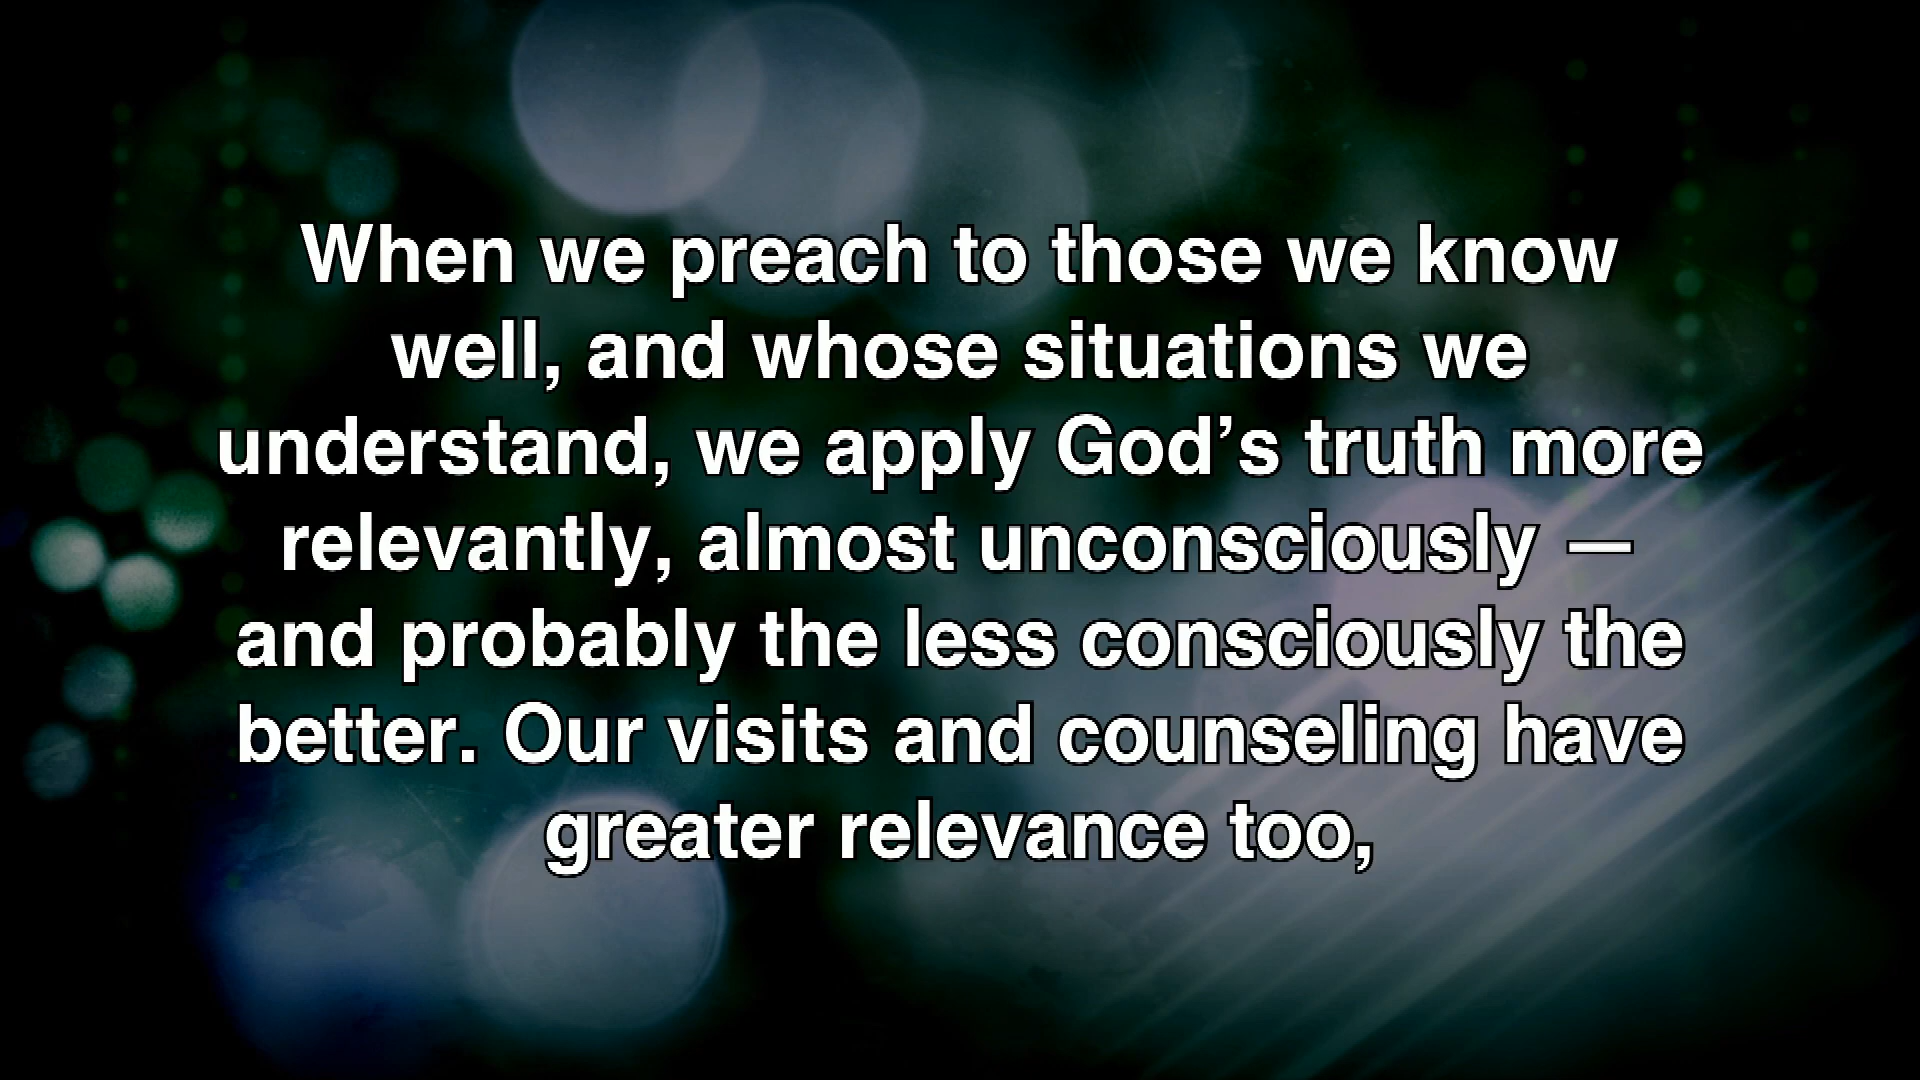 When we preach to those we know
well, and whose situations we
understand, we apply God’s truth more
relevantly, almost unconsciously —
and probably the less consciously the
better. Our visits and counseling have
greater relevance too,